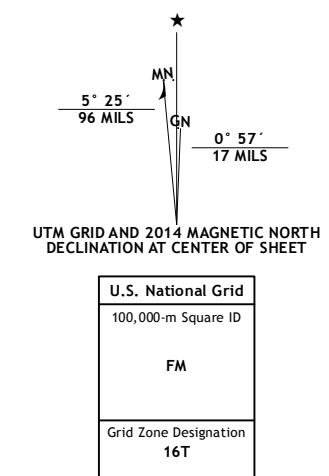 MN
GN
5° 25´
96 MILS
0° 57´
17 MILS
UTM GRID AND 2014 MAGNETIC NORTH
DECLINATION AT CENTER OF SHEET
U.S. National Grid
100,000-m Square ID
FM
Grid Zone Designation
16T